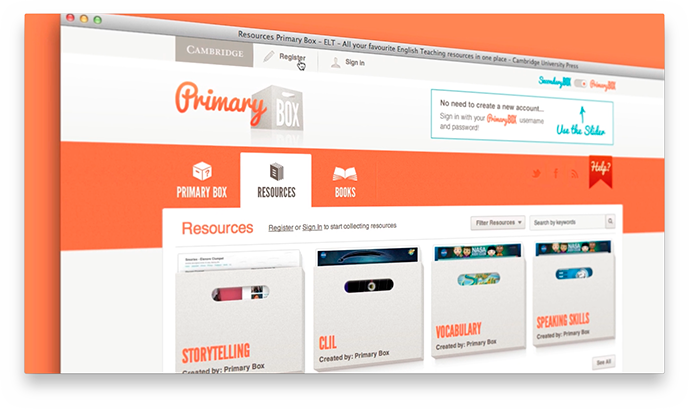 Resources Primary Box – ELT – All your favourite English Teaching resources in one place - Cambridge University Press
CAMBRIDGE
Register
Sign in
SecondaryBOX
PrimaryBOX
Primary BOX
No need to create a new account...
Sign in with your PrimaryBOX username
and password!
Use the Slider
PRIMARY BOX
RESOURCES
BOOKS
Help?
Resources
Register or Sign In to start collecting resources
Filter Resources
Search by keywords
NASA
NASA
STORYTELLING
Created by: Primary Box
CLIL
Created by: Primary Box
VOCABULARY
Created by: Primary Box
SPEAKING SKILLS
Created by: Primary Box
See All